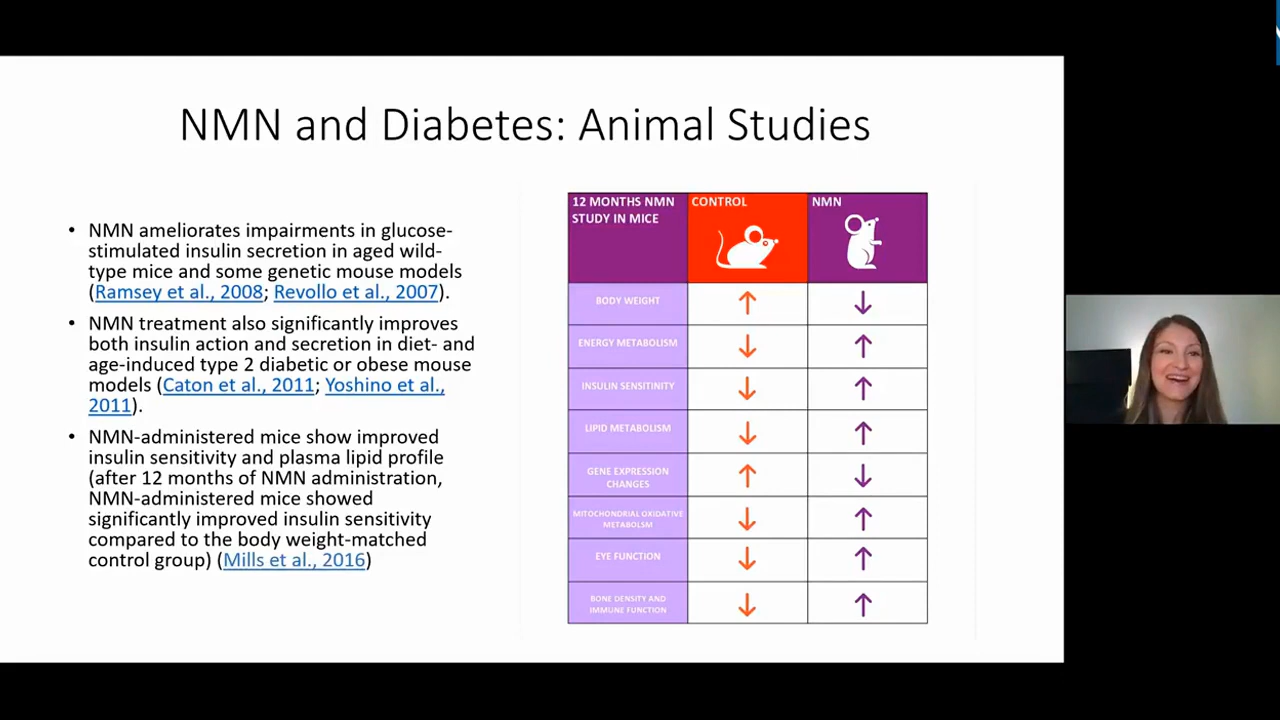 NMN and Diabetes: Animal Studies
• NMN ameliorates impairments in glucose-
stimulated insulin secretion in aged wild-
type mice and some genetic mouse models
(Ramsey et al., 2008; Revollo et al., 2007).
• NMN treatment also significantly improves
both insulin action and secretion in diet- and
age-induced type 2 diabetic or obese mouse
models (Caton et al., 2011; Yoshino et al.,
2011).
• NMN-administered mice show improved
insulin sensitivity and plasma lipid profile
(after 12 months of NMN administration,
NMN-administered mice showed
significantly improved insulin sensitivity
compared to the body weight-matched
control group) (Mills et al., 2016)
12 MONTHS NMN
STUDY IN MICE
CONTROL
NMN
BODY WEIGHT ↑ ↓
ENERGY METABOLISM ↓ ↑
INSULIN SENSITINITY ↓ ↑
LIPID METABOLISM ↓ ↑
GENE EXPRESSION
CHANGES ↑ ↓
MITOCHONDRIAL OXIDATIVE
METABOLSM ↓ ↑
EYE FUNCTION ↓ ↑
BONE DENSITY AND
IMMUNE FUNCTION ↓ ↑